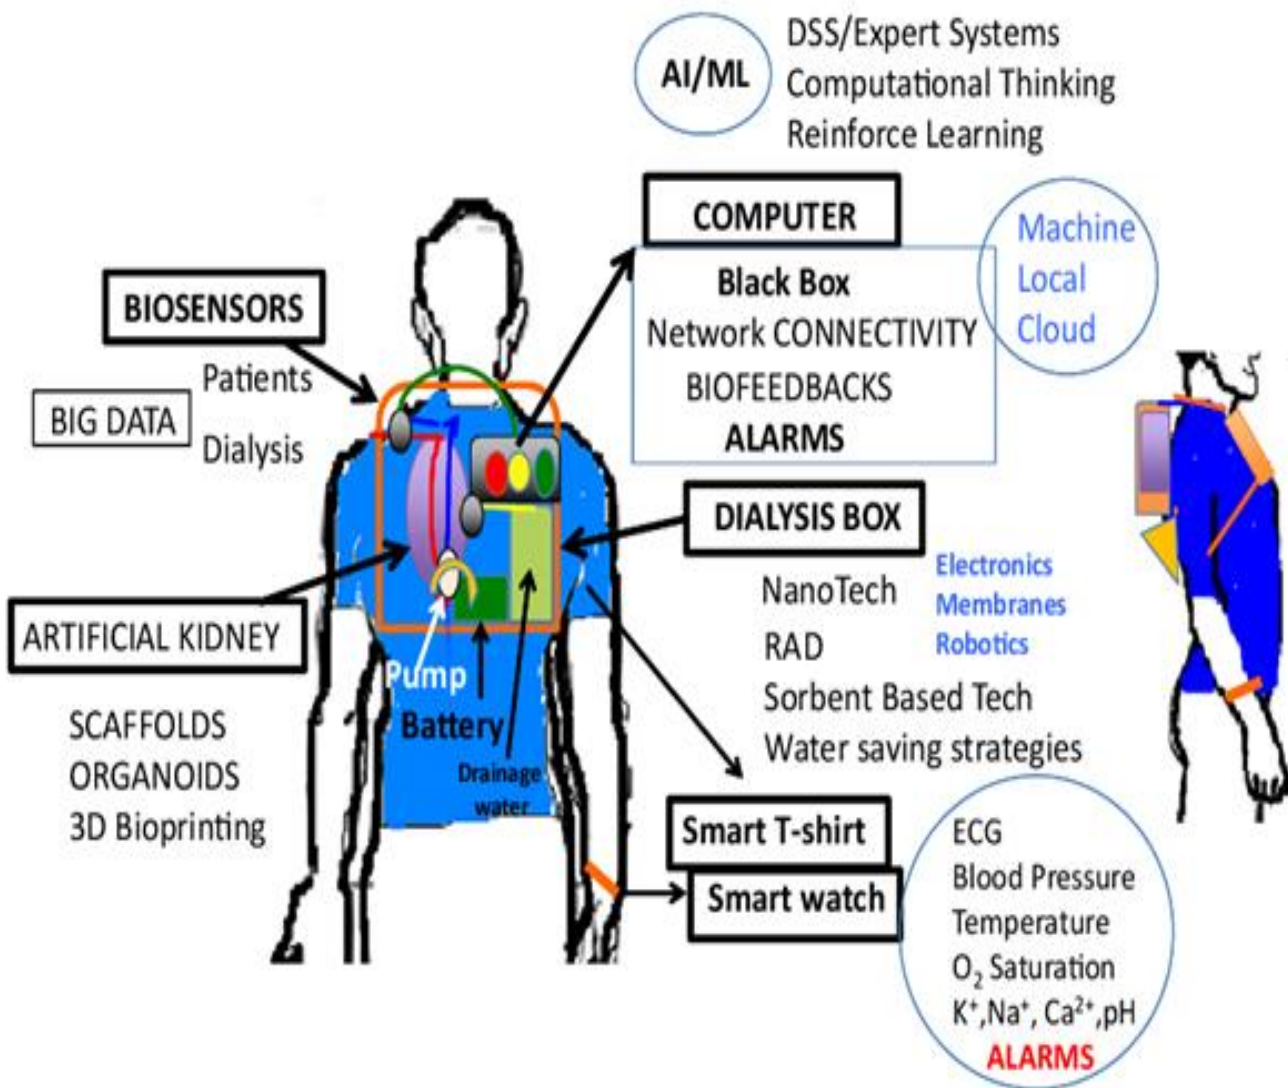 AI/ML
DSS/Expert Systems
Computational Thinking
Reinforce Learning
COMPUTER
Black Box
Network CONNECTIVITY
BIOFEEDBACKS
ALARMS
Machine
Local
Cloud
BIOSENSORS
Patients
BIG DATA
Dialysis
DIALYSIS BOX
NanoTech
RAD
Sorbent Based Tech
Water saving strategies
Electronics
Membranes
Robotics
ARTIFICIAL KIDNEY
SCAFFOLDS
ORGANOIDS
3D Bioprinting
Pump
Battery
Drainage
water
Smart T-shirt
Smart watch
ECG
Blood Pressure
Temperature
O₂ Saturation
K⁺,Na⁺, Ca²⁺,pH
ALARMS